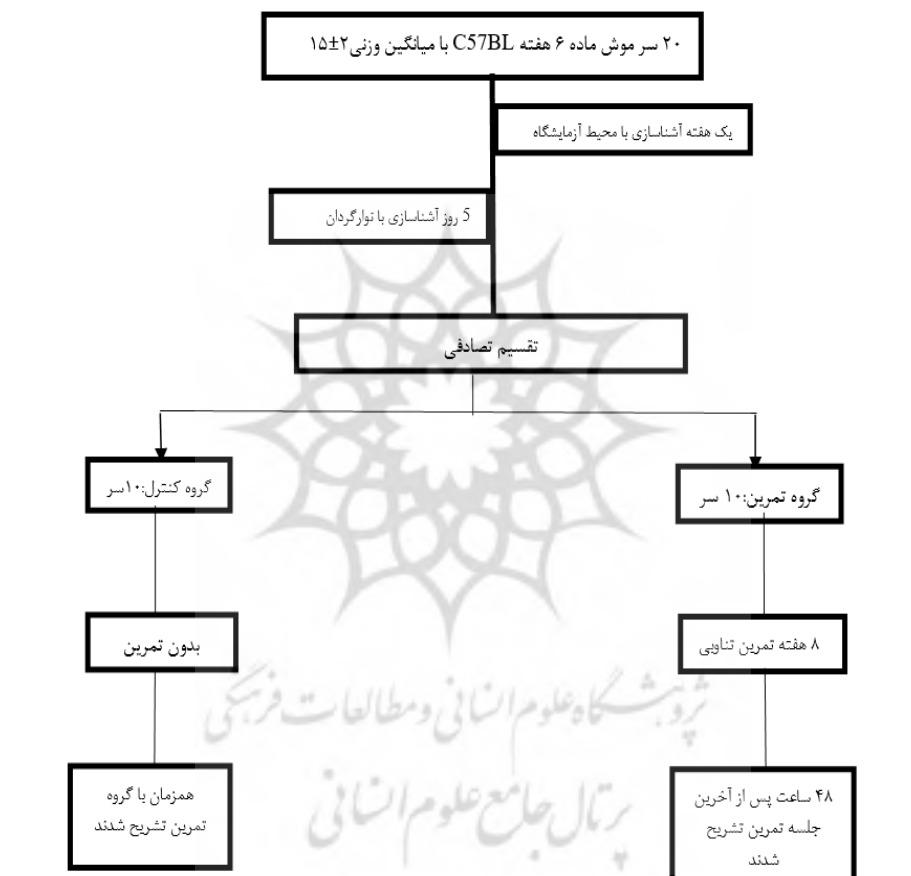 ۲۰ سر موش ماده ۶ هفته C57BL با میانگین وزنی۲±۱۵
یک هفته آشناسازی با محیط آزمایشگاه
5 روز آشناسازی با نوارگردان
تقسیم تصادفی
گروه تمرین:۱۰ سر
گروه کنترل:۱۰سر
۸ هفته تمرین تناوبی
بدون تمرین
۴۸ ساعت پس از آخرین
جلسه تمرین تشریح
شدند
همزمان با گروه
تمرین تشریح شدند
پژوهشگاه علوم انسانی و مطالعات فرهنگی
پرتال جامع علوم انسانی